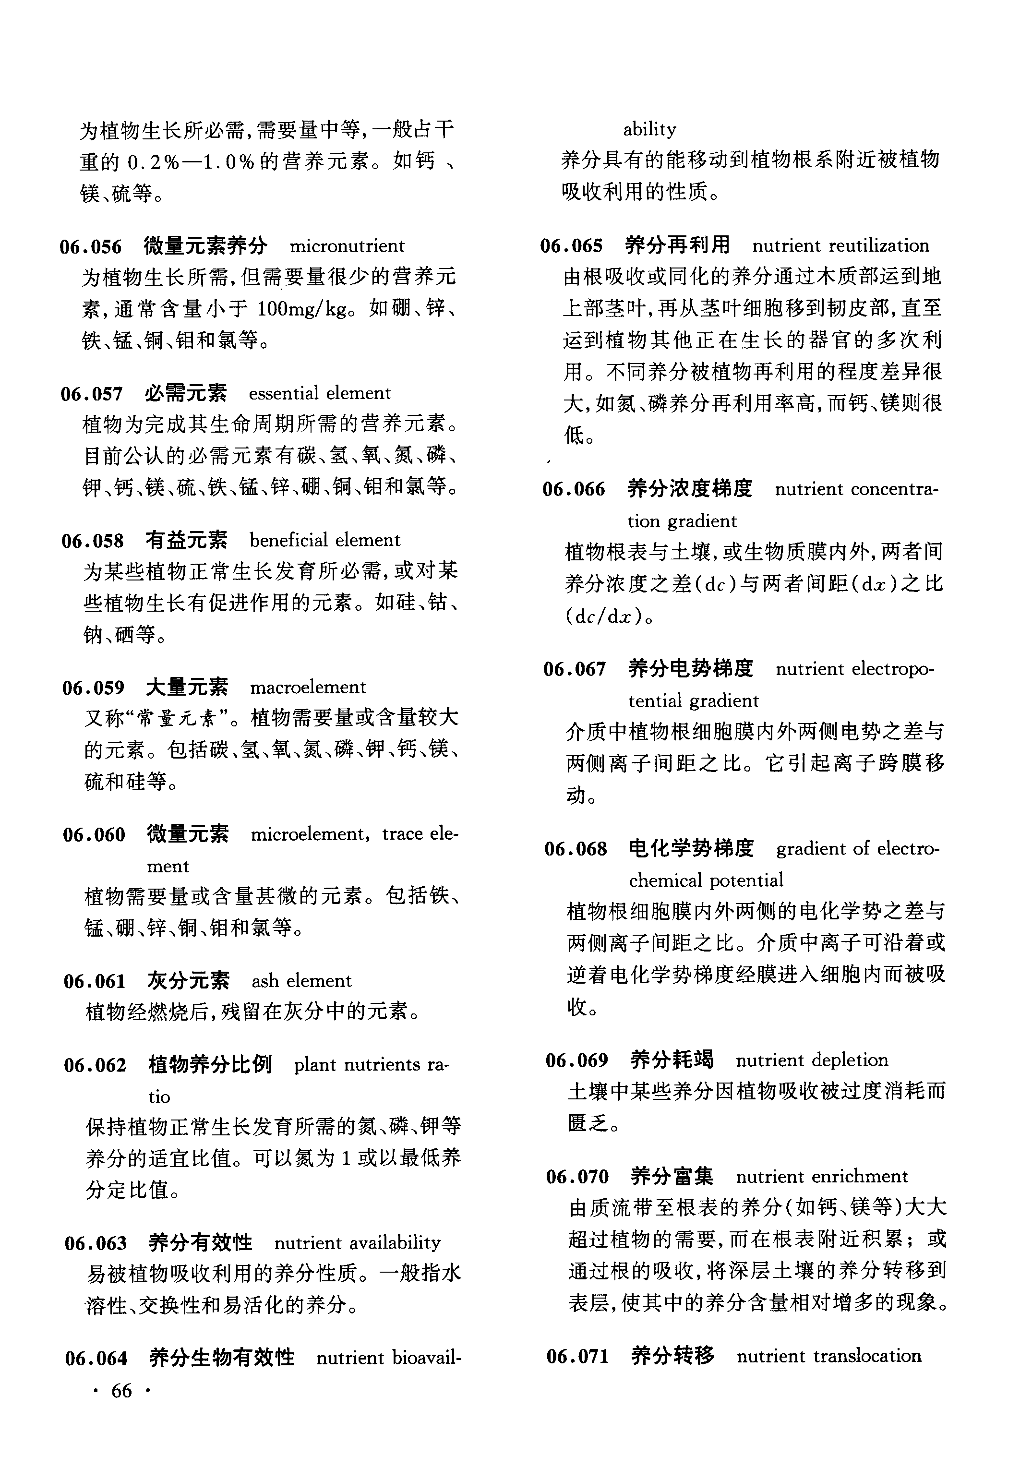 为植物生长所必需,需要量中等,一般占干
重的 0.2%—1.0%的营养元素。如钙、
镁、硫等。
06.056 微量元素养分 micronutrient
为植物生长所需,但需要量很少的营养元
素,通常含量小于 100mg/kg。如硼、锌、
铁、锰、铜、钼和氯等。
06.057 必需元素 essential element
植物为完成其生命周期所需的营养元素。
目前公认的必需元素有碳、氢、氧、氮、磷、
钾、钙、镁、硫、铁、锰、锌、硼、铜、钼和氯等。
06.058 有益元素 beneficial element
为某些植物正常生长发育所必需,或对某
些植物生长有促进作用的元素。如硅、钴、
钠、硒等。
06.059 大量元素 macroelement
又称“常量元素”。植物需要量或含量较大
的元素。包括碳、氢、氧、氮、磷、钾、钙、镁、
硫和硅等。
06.060 微量元素 microelement, trace ele-
ment
植物需要量或含量甚微的元素。包括铁、
锰、硼、锌、铜、钼和氯等。
06.061 灰分元素 ash element
植物经燃烧后,残留在灰分中的元素。
06.062 植物养分比例 plant nutrients ra-
tio
保持植物正常生长发育所需的氮、磷、钾等
养分的适宜比值。可以氮为 1 或以最低养
分定比值。
06.063 养分有效性 nutrient availability
易被植物吸收利用的养分性质。一般指水
溶性、交换性和易活化的养分。
06.064 养分生物有效性 nutrient bioavail-
· 66 ·
ability
养分具有的能移动到植物根系附近被植物
吸收利用的性质。
06.065 养分再利用 nutrient reutilization
由根吸收或同化的养分通过木质部运到地
上部茎叶,再从茎叶细胞移到韧皮部,直至
运到植物其他正在生长的器官的多次利
用。不同养分被植物再利用的程度差异很
大,如氮、磷养分再利用率高,而钙、镁则很
低。
06.066 养分浓度梯度 nutrient concentra-
tion gradient
植物根表与土壤,或生物质膜内外,两者间
养分浓度之差(dc)与两者间距(dx)之比
(dc/dx)。
06.067 养分电势梯度 nutrient electropo-
tential gradient
介质中植物根细胞膜内外两侧电势之差与
两侧离子间距之比。它引起离子跨膜移
动。
06.068 电化学势梯度 gradient of electro-
chemical potential
植物根细胞膜内外两侧的电化学势之差与
两侧离子间距之比。介质中离子可沿着或
逆着电化学势梯度经膜进入细胞内而被吸
收。
06.069 养分耗竭 nutrient depletion
土壤中某些养分因植物吸收被过度消耗而
匮乏。
06.070 养分富集 nutrient enrichment
由质流带至根表的养分(如钙、镁等)大大
超过植物的需要,而在根表附近积累；或
通过根的吸收,将深层土壤的养分转移到
表层,使其中的养分含量相对增多的现象。
06.071 养分转移 nutrient translocation